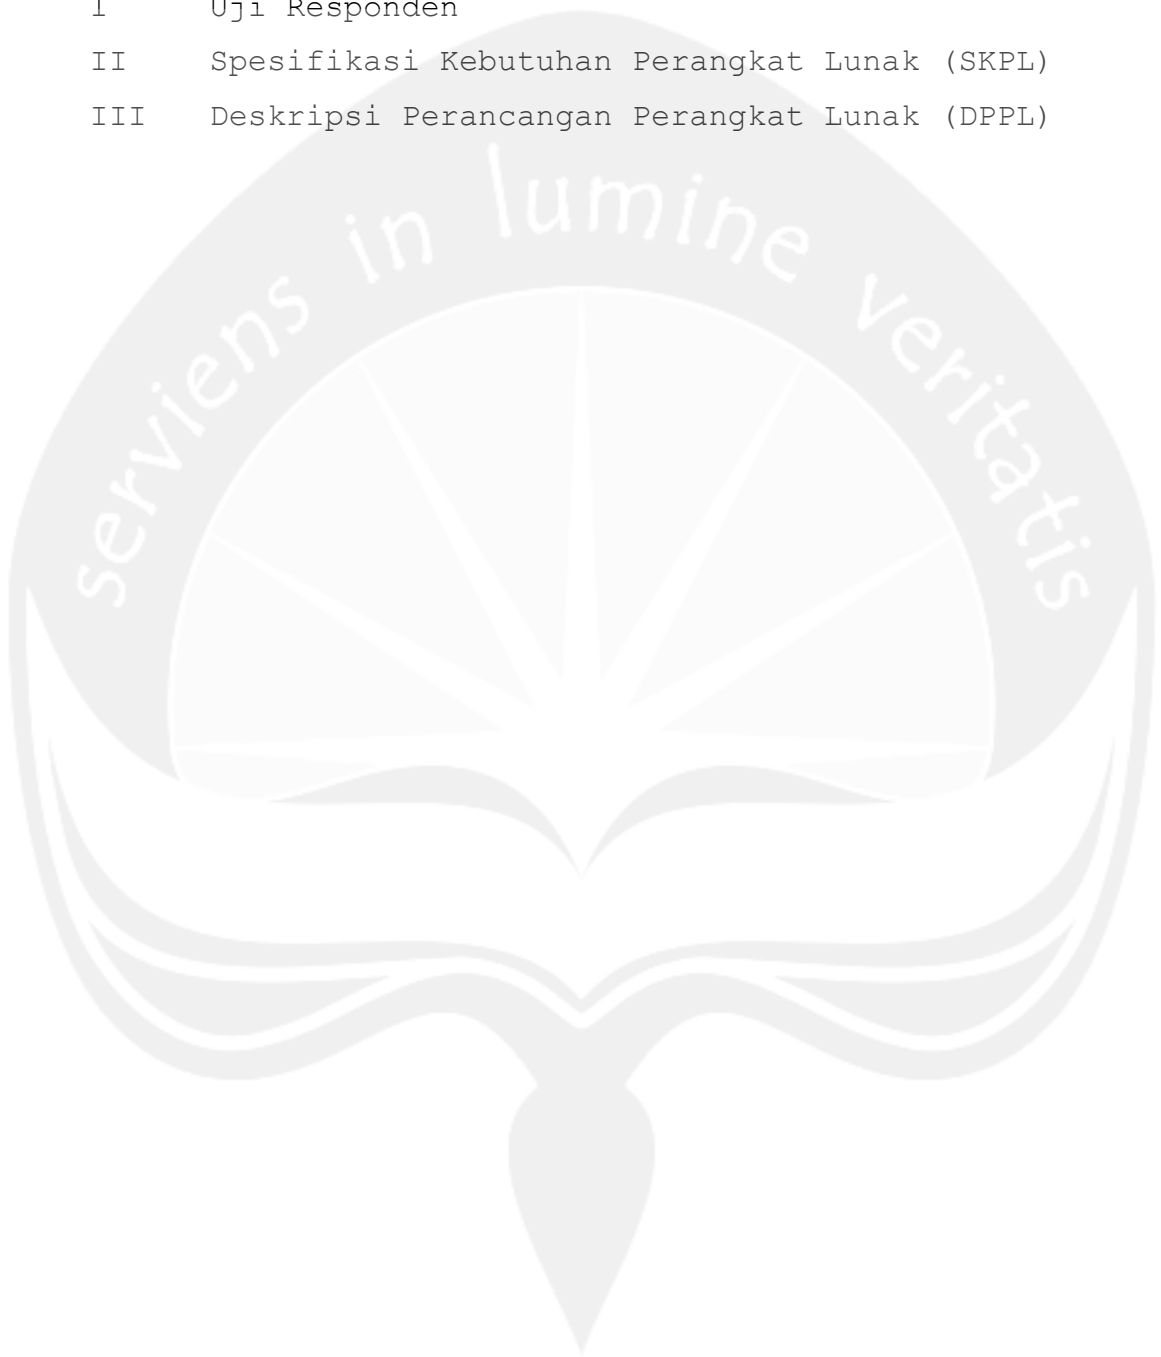 I Uji Responden
II Spesifikasi Kebutuhan Perangkat Lunak (SKPL)
III Deskripsi Perancangan Perangkat Lunak (DPPL)
serviens in lumine veritatis